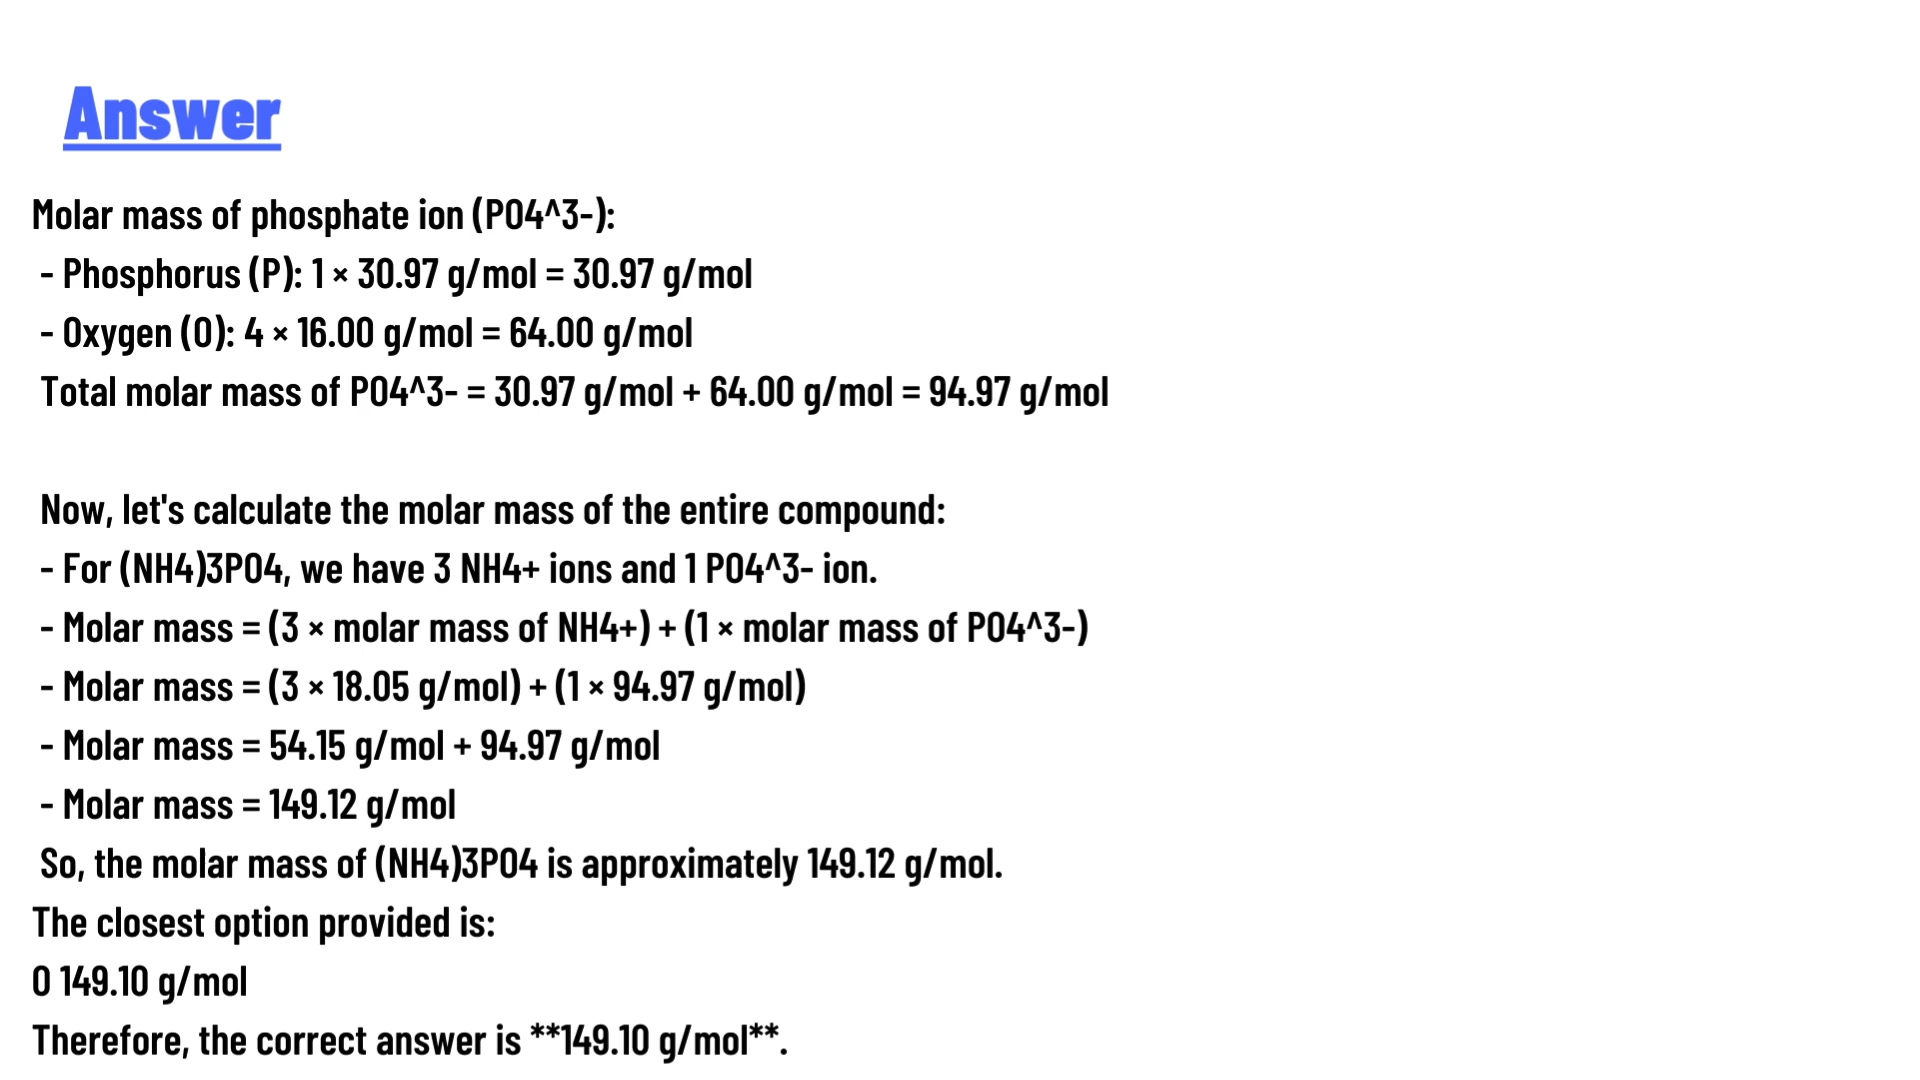 Answer
Molar mass of phosphate ion (PO4^3-):
- Phosphorus (P): 1 × 30.97 g/mol = 30.97 g/mol
- Oxygen (O): 4 × 16.00 g/mol = 64.00 g/mol
Total molar mass of PO4^3- = 30.97 g/mol + 64.00 g/mol = 94.97 g/mol
Now, let's calculate the molar mass of the entire compound:
- For (NH4)3PO4, we have 3 NH4+ ions and 1 PO4^3- ion.
- Molar mass = (3 × molar mass of NH4+) + (1 × molar mass of PO4^3-)
- Molar mass = (3 × 18.05 g/mol) + (1 × 94.97 g/mol)
- Molar mass = 54.15 g/mol + 94.97 g/mol
- Molar mass = 149.12 g/mol
So, the molar mass of (NH4)3PO4 is approximately 149.12 g/mol.
The closest option provided is:
O 149.10 g/mol
Therefore, the correct answer is **149.10 g/mol**.